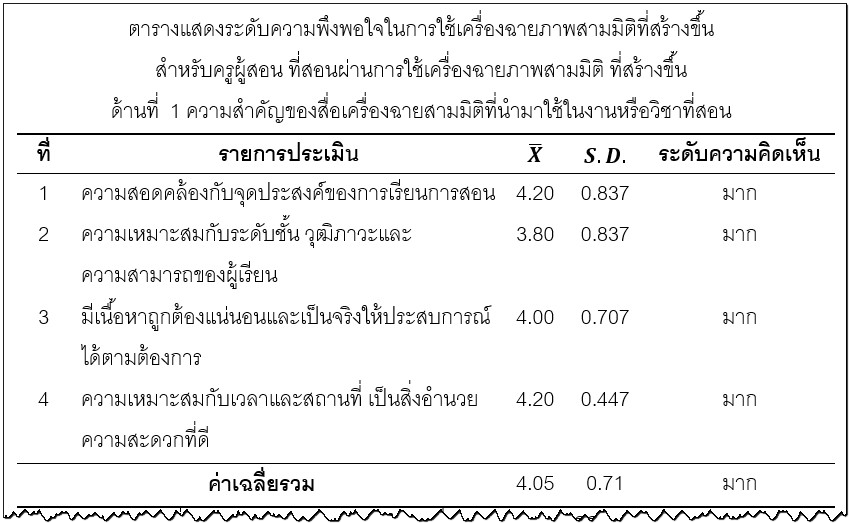 ตารางแสดงระดับความพึงพอใจในการใช้เครื่องฉายภาพสามมิติที่สร้างขึ้น
สำหรับครูผู้สอน ที่สอนผ่านการใช้เครื่องฉายภาพสามมิติ ที่สร้างขึ้น
ด้านที่ 1 ความสำคัญของสื่อเครื่องฉายสามมิติที่นำมาใช้ในงานหรือวิชาที่สอน
ที่ รายการประเมิน X̄ S.D. ระดับความคิดเห็น
1 ความสอดคล้องกับจุดประสงค์ของการเรียนการสอน 4.20 0.837 มาก
2 ความเหมาะสมกับระดับชั้น วุฒิภาวะและ 3.80 0.837 มาก
ความสามารถของผู้เรียน
3 มีเนื้อหาถูกต้องแน่นอนและเป็นจริงให้ประสบการณ์ 4.00 0.707 มาก
ได้ตามต้องการ
4 ความเหมาะสมกับเวลาและสถานที่ เป็นสิ่งอำนวย 4.20 0.447 มาก
ความสะดวกที่ดี
ค่าเฉลี่ยรวม 4.05 0.71 มาก